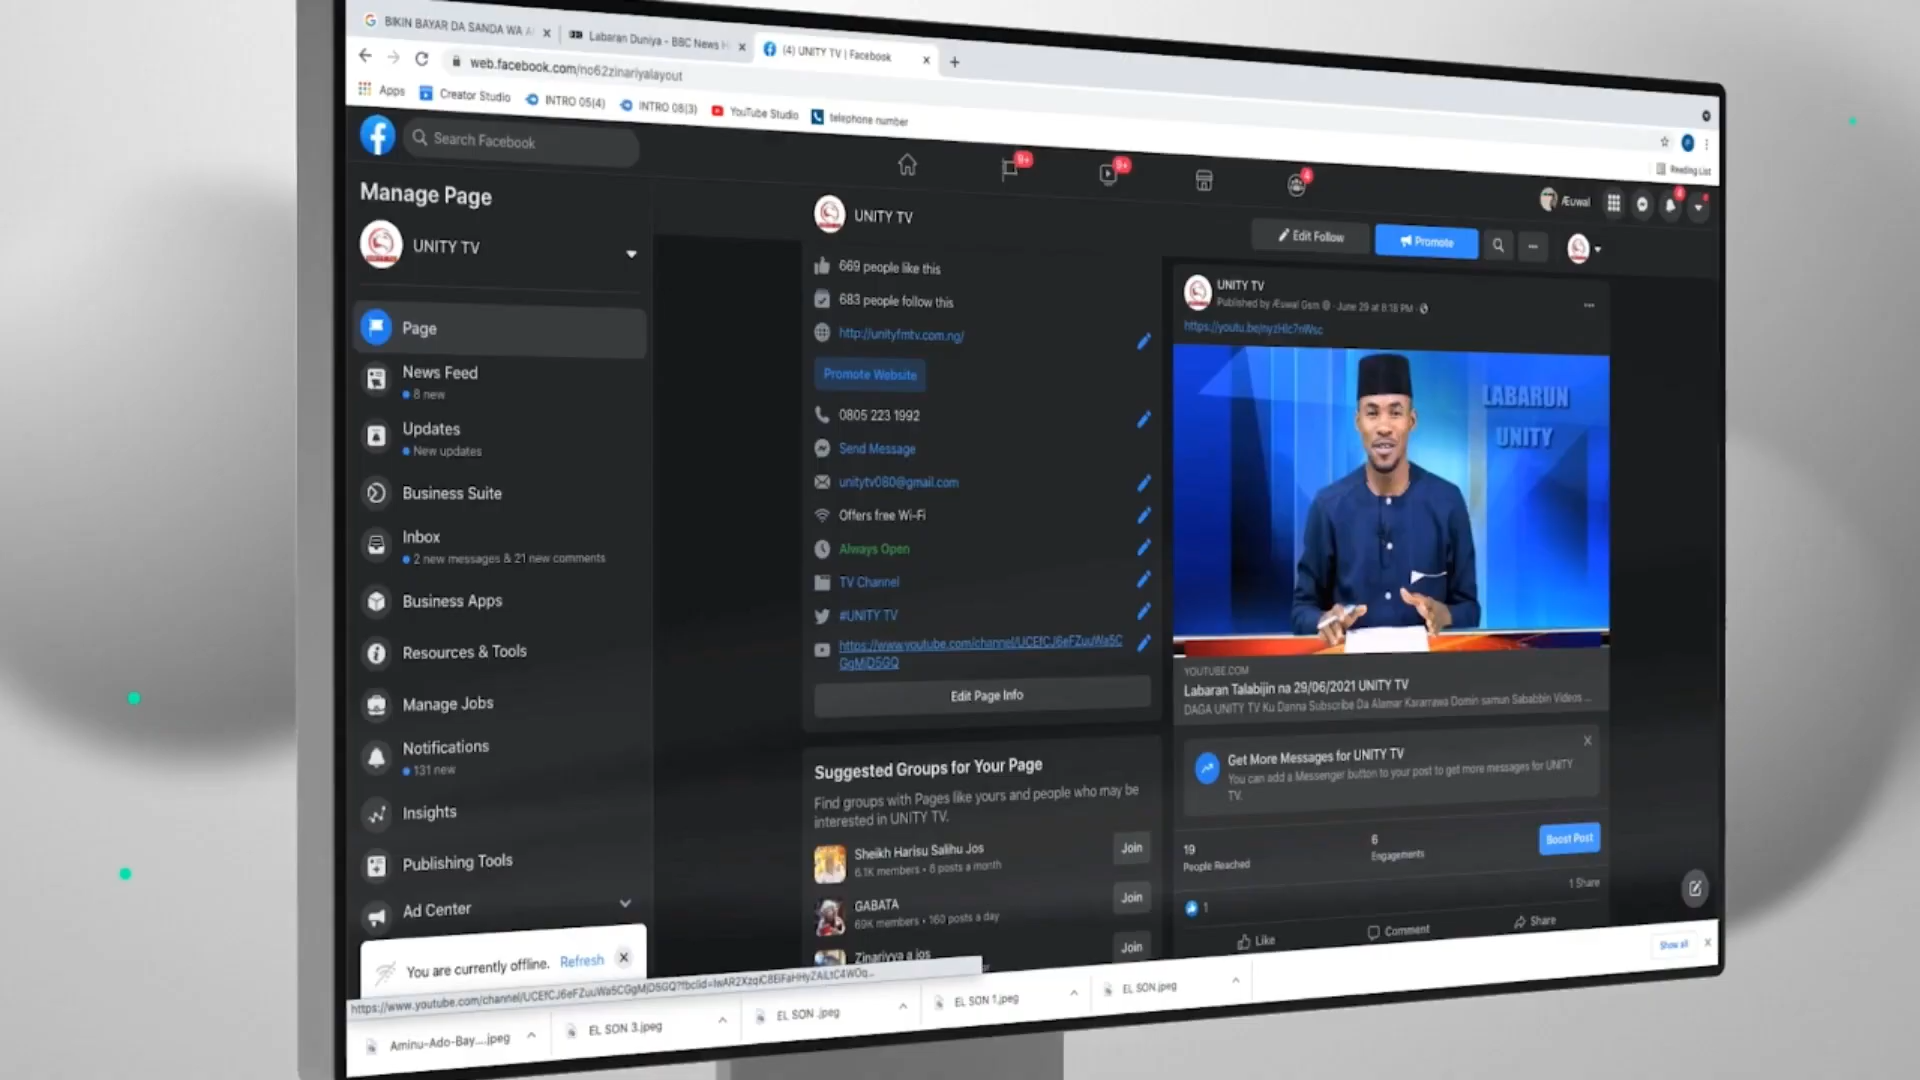 BIKIN BAYAR DA SANDA WA
Labaran Duniya - BBC News H
(4) UNITY TV | Facebook
web.facebook.com/no62zinariyalayout
Apps
Creator Studio
INTRO 05(4)
INTRO 08(3)
YouTube Studio
telephone number
Reading List
Search Facebook
9+
9+
4
Æuwal
4
Manage Page
UNITY TV
Page
News Feed
8 new
Updates
New updates
Business Suite
Inbox
2 new messages & 21 new comments
Business Apps
Resources & Tools
Manage Jobs
Notifications
131 new
Insights
Publishing Tools
Ad Center
You are currently offline. Refresh
UNITY TV
Edit Follow
Promote
669 people like this
683 people follow this
http://unityfmtv.com.ng/
Promote Website
0805 223 1992
Send Message
unitytv080@gmail.com
Offers free Wi-Fi
Always Open
TV Channel
#UNITY TV
https://www.youtube.com/channel/UCEfCJ6eFZuuWa5C
GgMjD5GQ
Edit Page Info
Suggested Groups for Your Page
Find groups with Pages like yours and people who may be
interested in UNITY TV.
Sheikh Harisu Salihu Jos
6.1K members • 8 posts a month
Join
GABATA
69K members • 160 posts a day
Join
Zinariyya a jos
Join
UNITY TV
Published by Æuwal Gsm · June 29 at 8:18 PM ·
https://youtu.be/nyzHlc7nWsc
LABARUN
UNITY
YOUTUBE.COM
Labaran Talabijin na 29/06/2021 UNITY TV
DAGA UNITY TV Ku Danna Subscribe Da Alamar Kararrawa Domin samun Sababbin Videos ...
Get More Messages for UNITY TV
You can add a Messenger button to your post to get more messages for UNITY
TV.
19
People Reached
6
Engagements
Boost Post
1
1 Share
Like
Comment
Share
Show all
Aminu-Ado-Bay....jpeg
EL SON 3.jpeg
EL SON .jpeg
EL SON 1.jpeg
EL SON.jpeg